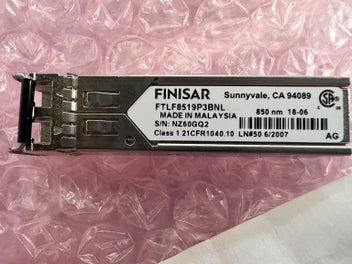 FINISAR Sunnyvale, CA 94089
FTLF8519P3BNL
MADE IN MALAYSIA 850 nm 18-06
S/N: NZ60GQ2
Class 1 21CFR1040.10 LN#50 6/2007 AG